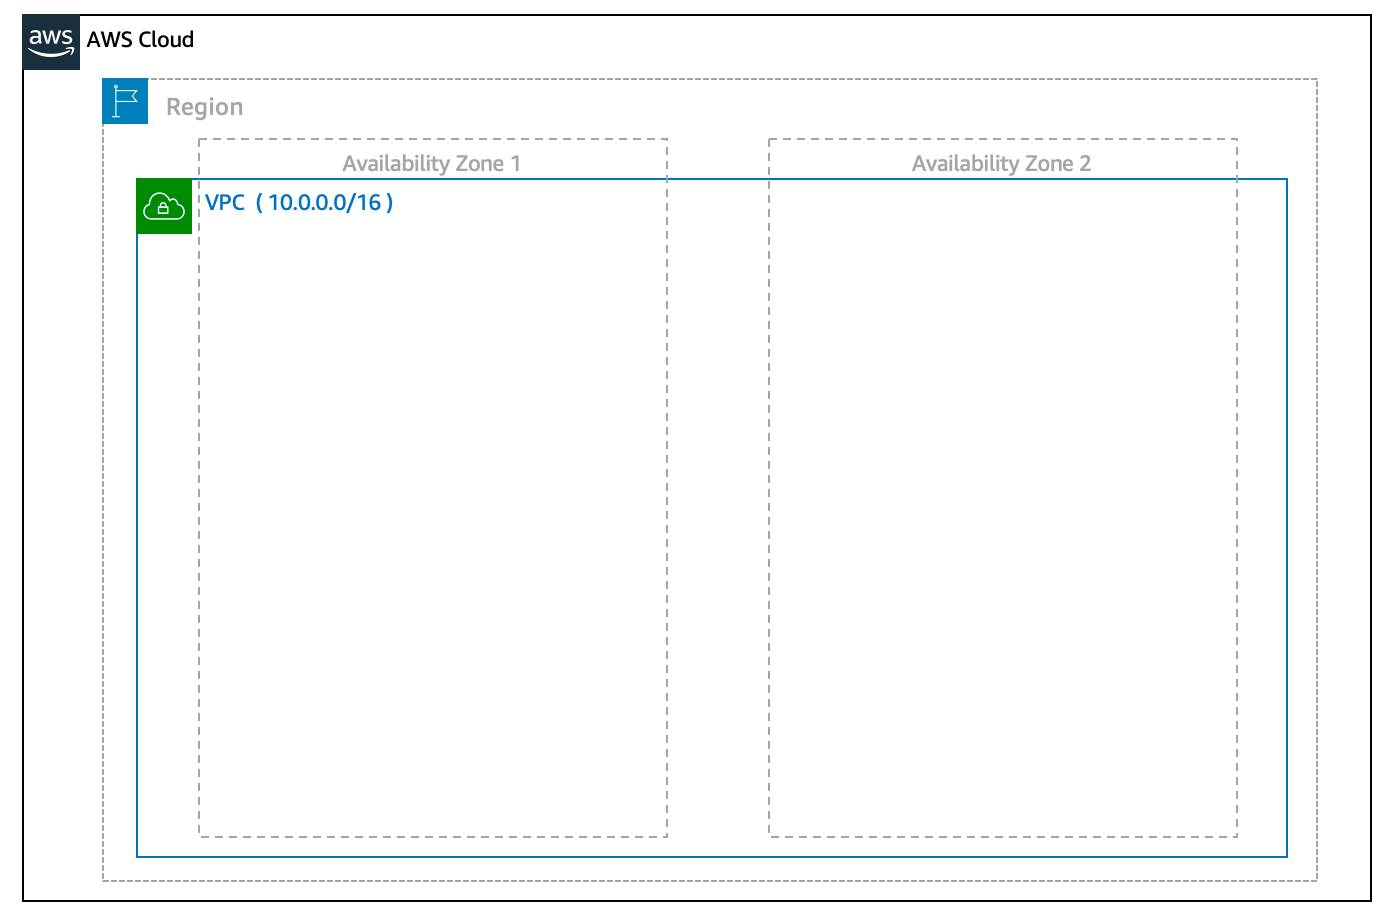 aws
AWS Cloud
Region
Availability Zone 1
Availability Zone 2
VPC ( 10.0.0.0/16 )